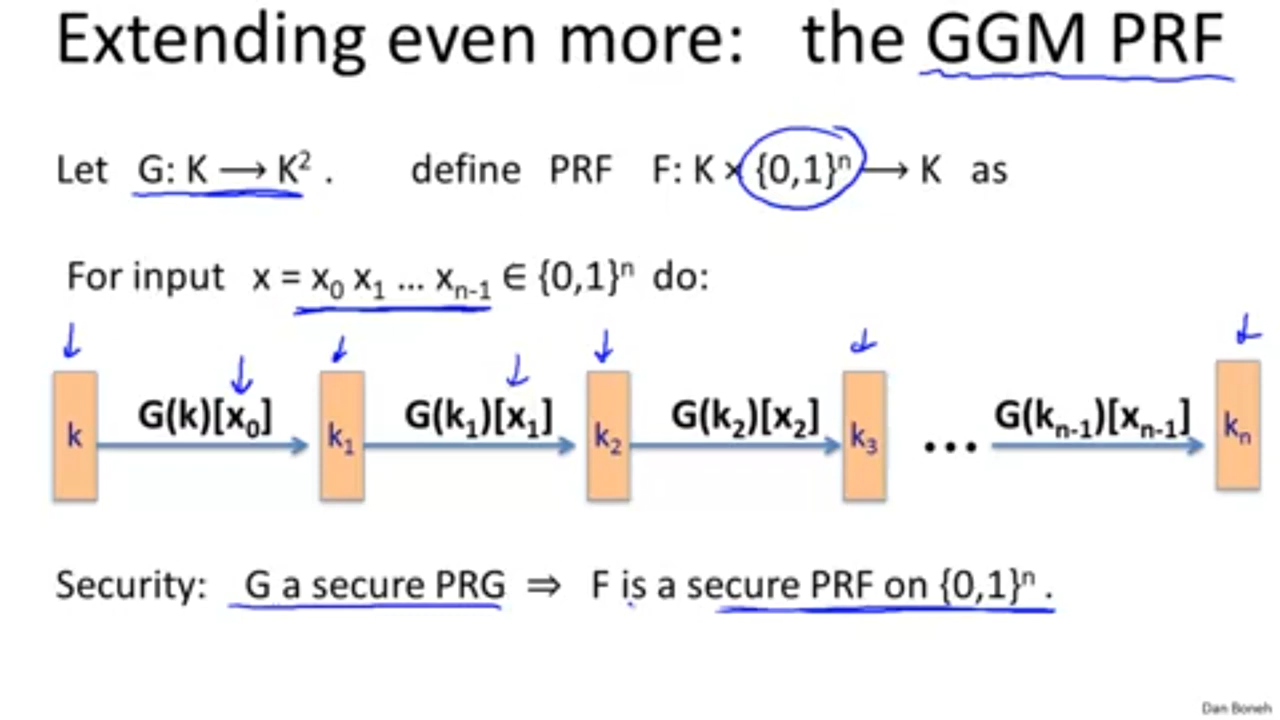 Extending even more: the GGM PRF
Let G: K ⟶ K² . define PRF F: K × {0,1}ⁿ ⟶ K as
For input x = x₀ x₁ … xₙ₋₁ ∈ {0,1}ⁿ do:
k G(k)[x₀] k₁ G(k₁)[x₁] k₂ G(k₂)[x₂] k₃ ••• G(kₙ₋₁)[xₙ₋₁] kₙ
Security: G a secure PRG ⇒ F is a secure PRF on {0,1}ⁿ .
Dan Boneh